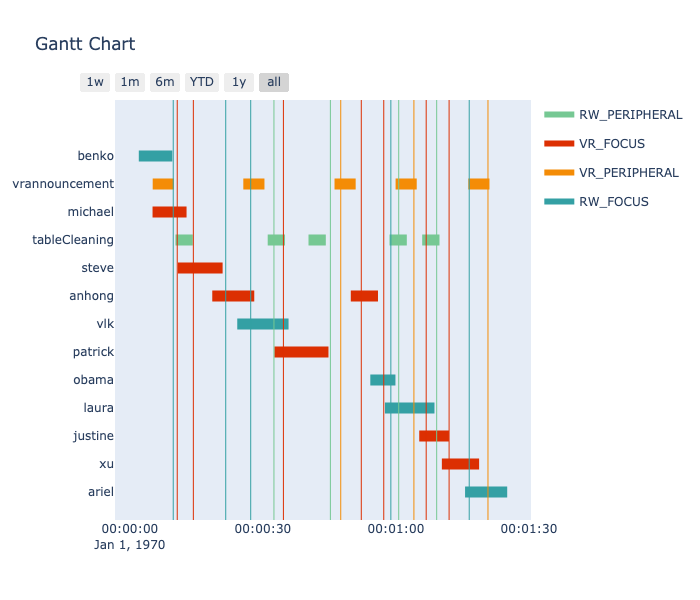 Gantt Chart
1w 1m 6m YTD 1y all
RW_PERIPHERAL
VR_FOCUS
VR_PERIPHERAL
RW_FOCUS
benko
vrannouncement
michael
tableCleaning
steve
anhong
vlk
patrick
obama
laura
justine
xu
ariel
00:00:00 00:00:30 00:01:00 00:01:30
Jan 1, 1970